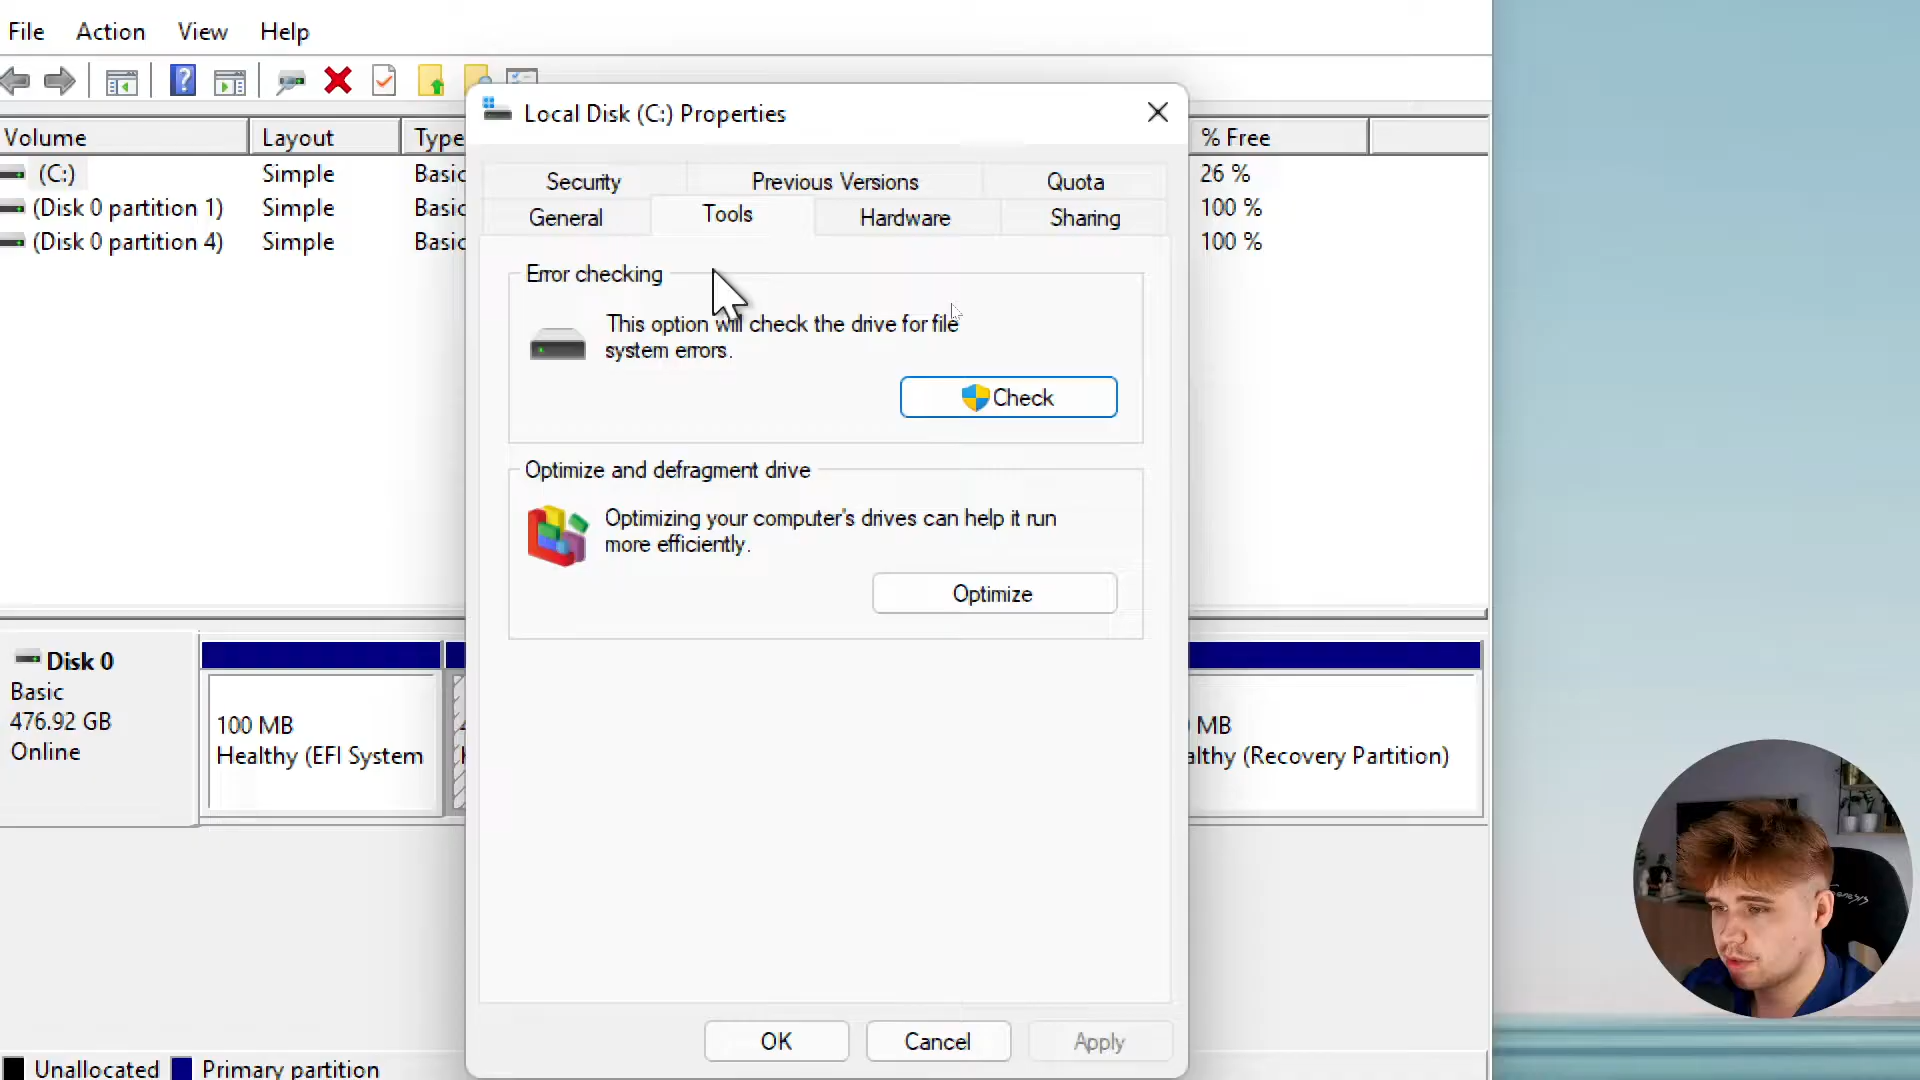 File Action View Help
Local Disk (C:) Properties
Volume Layout Type % Free
(C:) Simple Basic 26 %
(Disk 0 partition 1) Simple Basic 100 %
(Disk 0 partition 4) Simple Basic 100 %
Security Previous Versions Quota
General Tools Hardware Sharing
Error checking
This option will check the drive for file
system errors.
Check
Optimize and defragment drive
Optimizing your computer's drives can help it run
more efficiently.
Optimize
Disk 0
Basic
476.92 GB
Online
100 MB
Healthy (EFI System
MB
althy (Recovery Partition)
OK Cancel Apply
Unallocated Primary partition